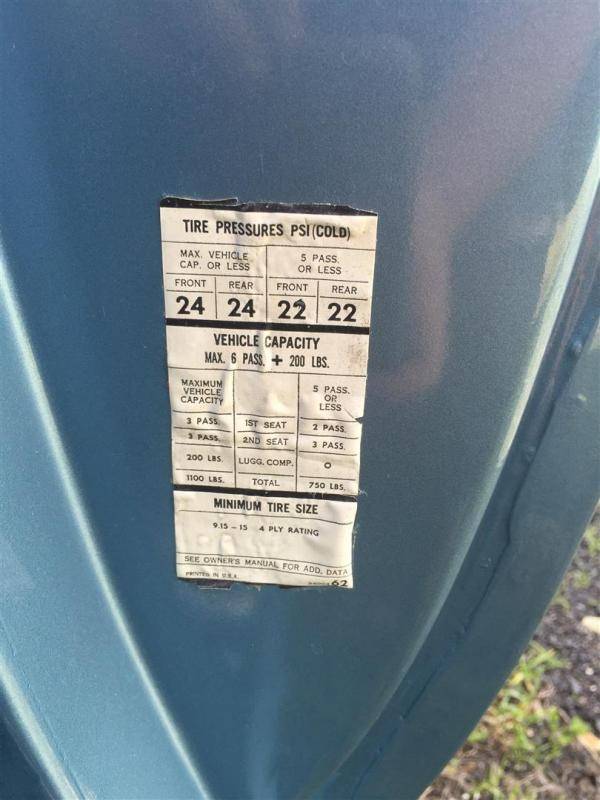 TIRE PRESSURES PSI (COLD)
MAX. VEHICLE CAP. OR LESS
5 PASS. OR LESS
FRONT REAR FRONT REAR
24 24 22 22
VEHICLE CAPACITY
MAX. 6 PASS. + 200 LBS.
MAXIMUM VEHICLE CAPACITY
5 PASS. OR LESS
3 PASS. 1ST SEAT 2 PASS.
3 PASS. 2ND SEAT 3 PASS.
200 LBS. LUGG. COMP. 0
1100 LBS. TOTAL 750 LBS.
MINIMUM TIRE SIZE
9.15 - 15 4 PLY RATING
SEE OWNER'S MANUAL FOR ADD. DATA
PRINTED IN U.S.A. 62